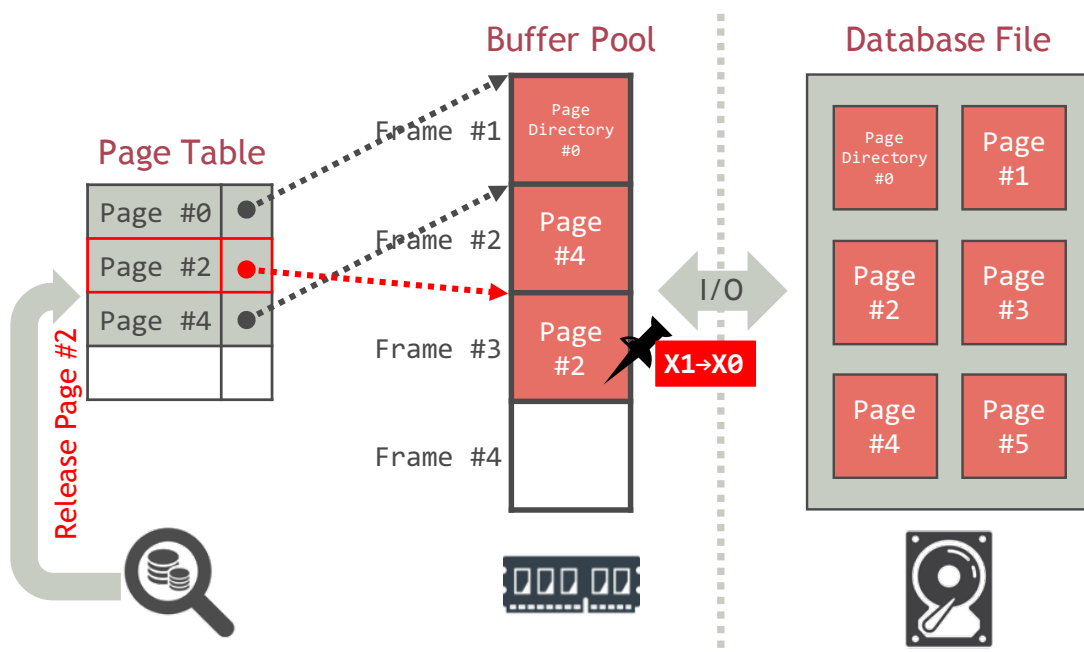 Buffer Pool
Database File
Page Table
Page #0
Page #2
Page #4
Release Page #2
Frame #1
Frame #2
Frame #3
Frame #4
Page
Directory
#0
Page
#4
Page
#2
X1→X0
I/O
Page
Directory
#0
Page
#1
Page
#2
Page
#3
Page
#4
Page
#5